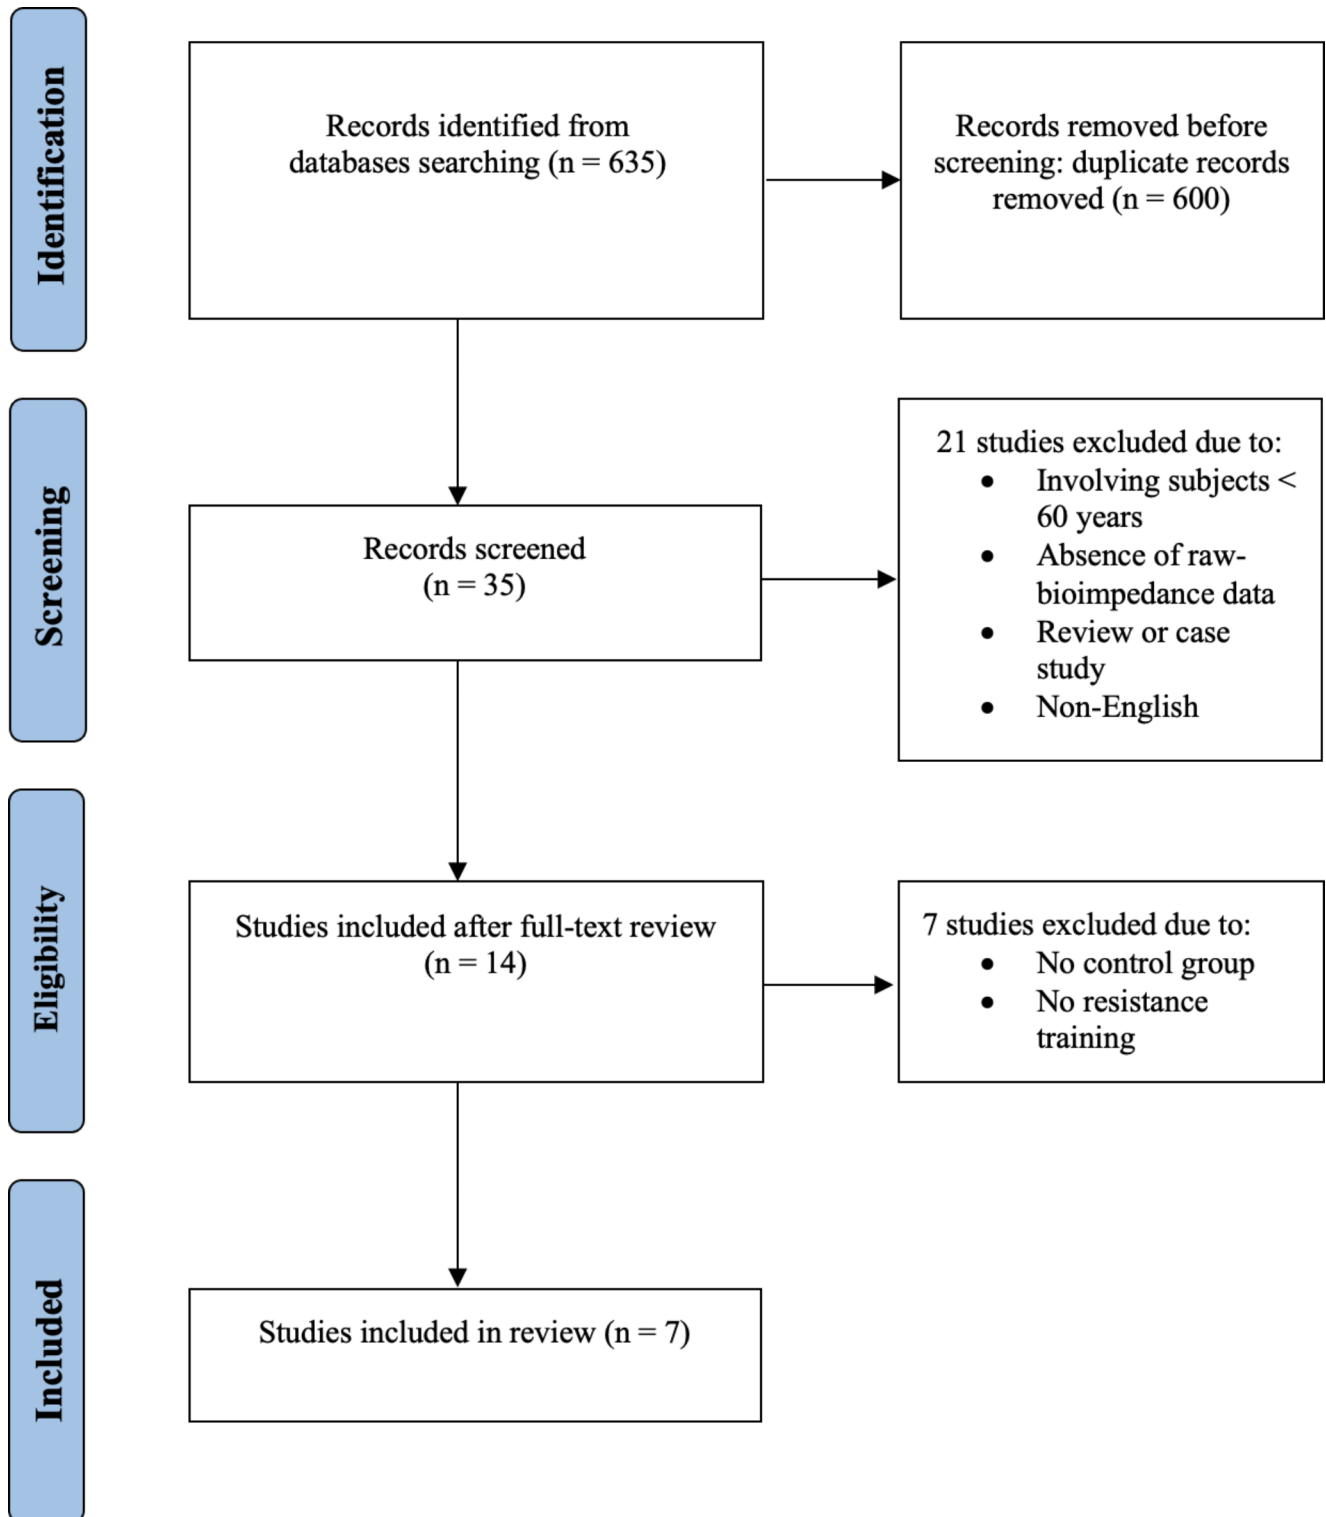 Identification
Records identified from
databases searching (n = 635)
Records removed before
screening: duplicate records
removed (n = 600)
Screening
Records screened
(n = 35)
21 studies excluded due to:
● Involving subjects <
60 years
● Absence of raw-
bioimpedance data
● Review or case
study
● Non-English
Eligibility
Studies included after full-text review
(n = 14)
7 studies excluded due to:
● No control group
● No resistance
training
Included
Studies included in review (n = 7)